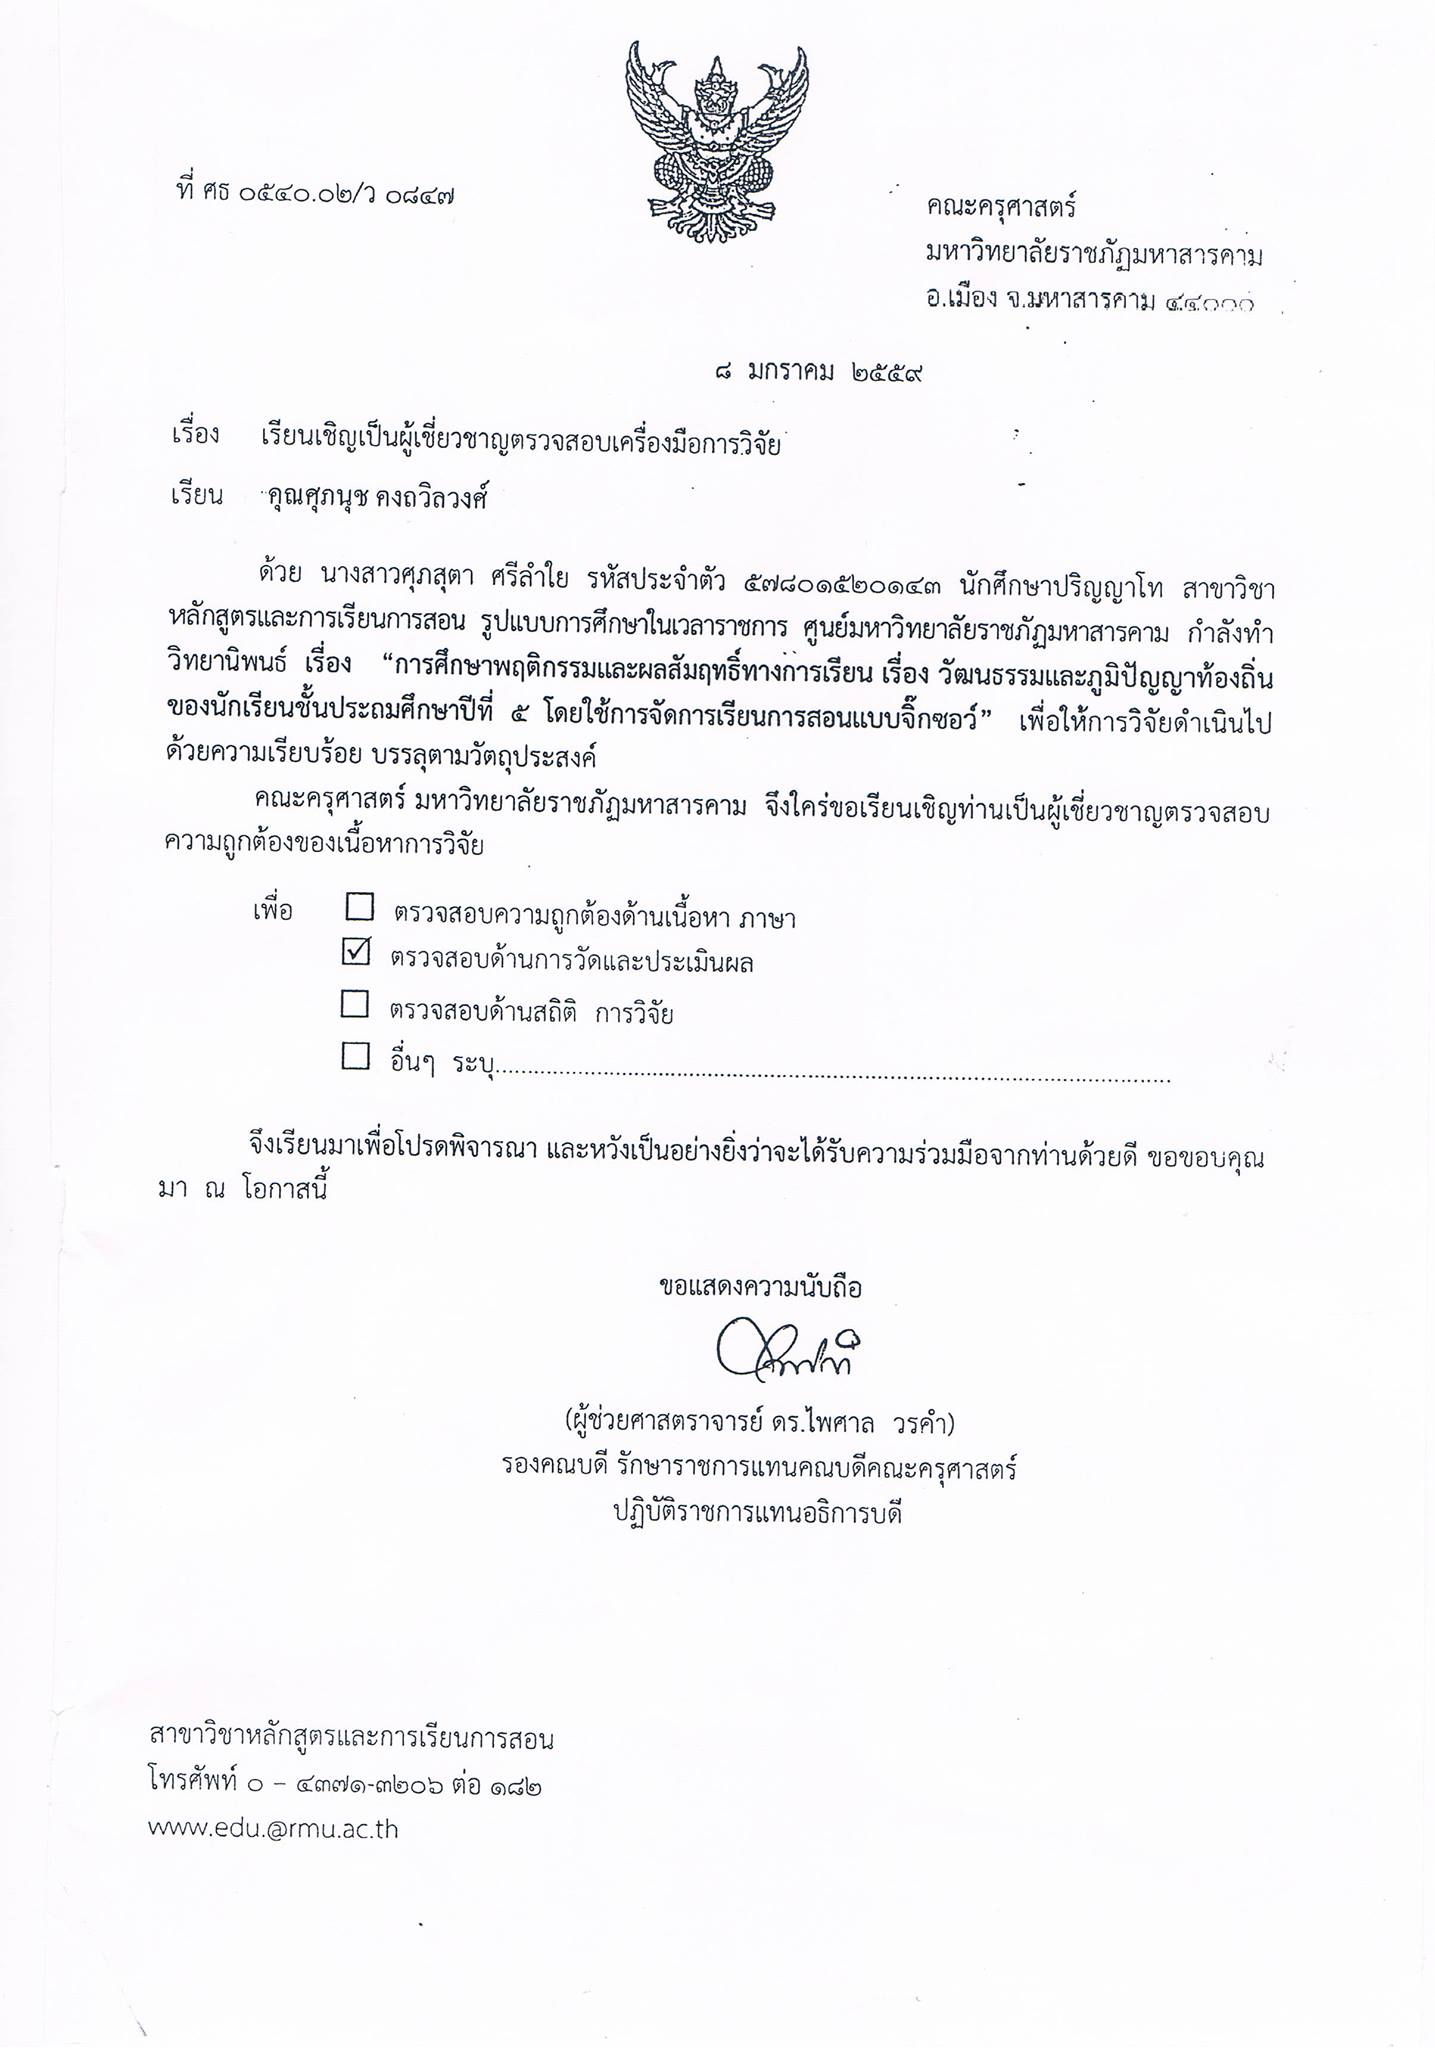 ที่ ศธ ๐๕๔๐.๐๒/ว ๐๘๔๗
คณะครุศาสตร์
มหาวิทยาลัยราชภัฏมหาสารคาม
อ.เมือง จ.มหาสารคาม ๔๔๐๐๐
๘ มกราคม ๒๕๕๙
เรื่อง เรียนเชิญเป็นผู้เชี่ยวชาญตรวจสอบเครื่องมือการวิจัย
เรียน คุณศุภนุช คงถวิลวงศ์
ด้วย นางสาวศุภสุตา ศรีลำใย รหัสประจำตัว ๕๗๘๐๑๕๒๐๑๔๓ นักศึกษาปริญญาโท สาขาวิชา
หลักสูตรและการเรียนการสอน รูปแบบการศึกษาในเวลาราชการ ศูนย์มหาวิทยาลัยราชภัฏมหาสารคาม กำลังทำ
วิทยานิพนธ์ เรื่อง “การศึกษาพฤติกรรมและผลสัมฤทธิ์ทางการเรียน เรื่อง วัฒนธรรมและภูมิปัญญาท้องถิ่น
ของนักเรียนชั้นประถมศึกษาปีที่ ๕ โดยใช้การจัดการเรียนการสอนแบบจิ๊กซอว์” เพื่อให้การวิจัยดำเนินไป
ด้วยความเรียบร้อย บรรลุตามวัตถุประสงค์
คณะครุศาสตร์ มหาวิทยาลัยราชภัฏมหาสารคาม จึงใคร่ขอเรียนเชิญท่านเป็นผู้เชี่ยวชาญตรวจสอบ
ความถูกต้องของเนื้อหาการวิจัย
เพื่อ ☐ ตรวจสอบความถูกต้องด้านเนื้อหา ภาษา
☑ ตรวจสอบด้านการวัดและประเมินผล
☐ ตรวจสอบด้านสถิติ การวิจัย
☐ อื่นๆ ระบุ..........................................................................................................
จึงเรียนมาเพื่อโปรดพิจารณา และหวังเป็นอย่างยิ่งว่าจะได้รับความร่วมมือจากท่านด้วยดี ขอขอบคุณ
มา ณ โอกาสนี้
ขอแสดงความนับถือ
(ผู้ช่วยศาสตราจารย์ ดร.ไพศาล วรคำ)
รองคณบดี รักษาราชการแทนคณบดีคณะครุศาสตร์
ปฏิบัติราชการแทนอธิการบดี
สาขาวิชาหลักสูตรและการเรียนการสอน
โทรศัพท์ ๐ – ๔๓๗๑-๓๒๐๖ ต่อ ๑๘๒
www.edu.@rmu.ac.th